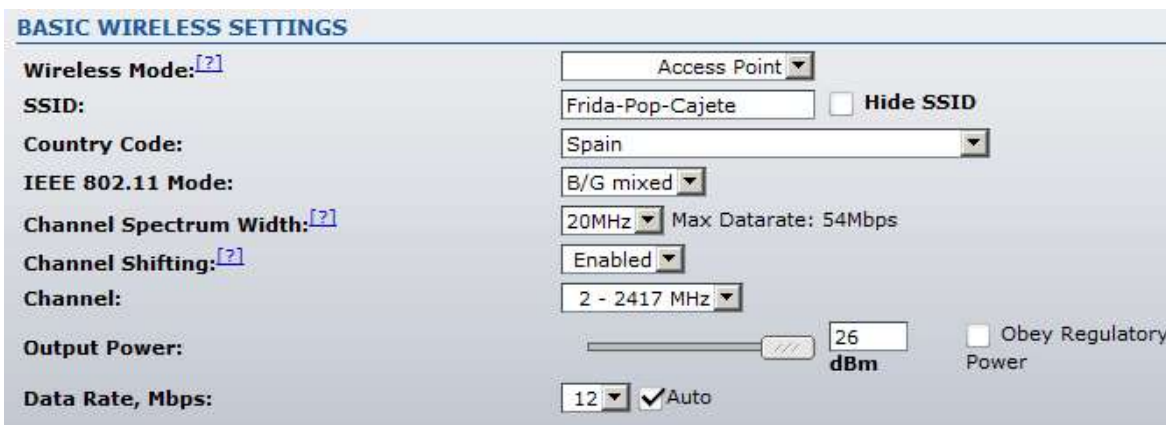 BASIC WIRELESS SETTINGS
Wireless Mode:[?] Access Point
SSID: Frida-Pop-Cajete Hide SSID
Country Code: Spain
IEEE 802.11 Mode: B/G mixed
Channel Spectrum Width:[?] 20MHz Max Datarate: 54Mbps
Channel Shifting:[?] Enabled
Channel: 2 - 2417 MHz
Output Power: 26 dBm Obey Regulatory Power
Data Rate, Mbps: 12 Auto